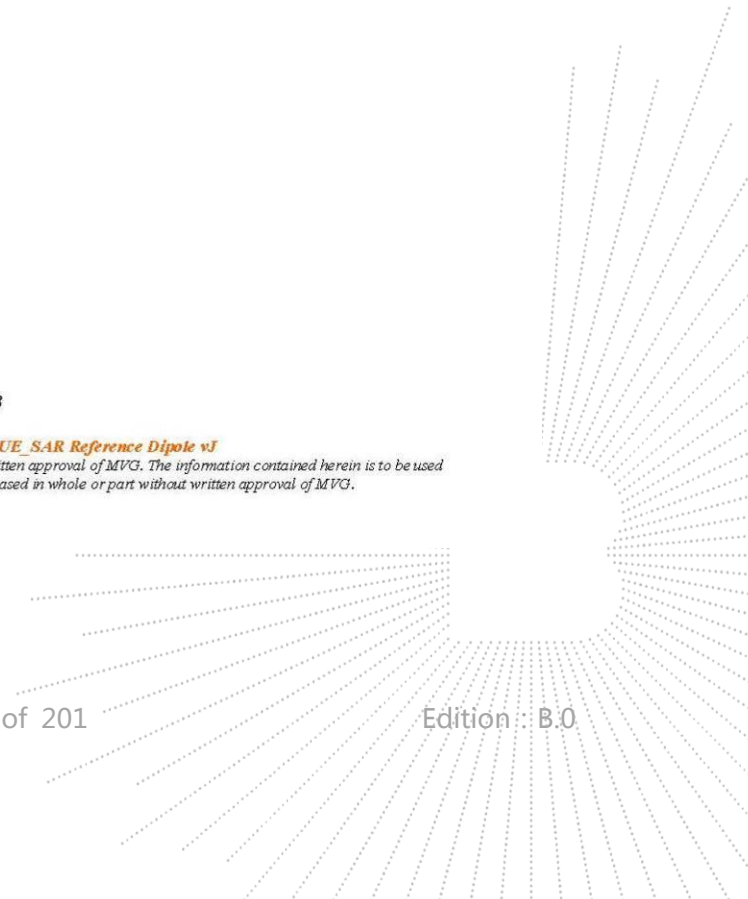 UE_SAR Reference Dipole vJ
tten approval of MVG. The information contained herein is to be used
ased in whole or part without written approval of MVG.
of 201 Edition : B.0